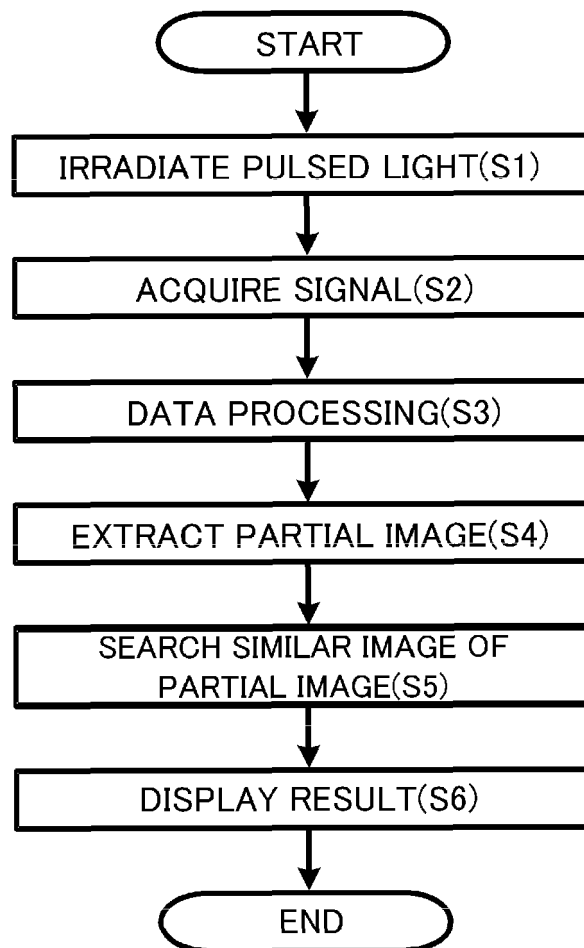 START
IRRADIATE PULSED LIGHT(S1)
ACQUIRE SIGNAL(S2)
DATA PROCESSING(S3)
EXTRACT PARTIAL IMAGE(S4)
SEARCH SIMILAR IMAGE OF
PARTIAL IMAGE(S5)
DISPLAY RESULT(S6)
END